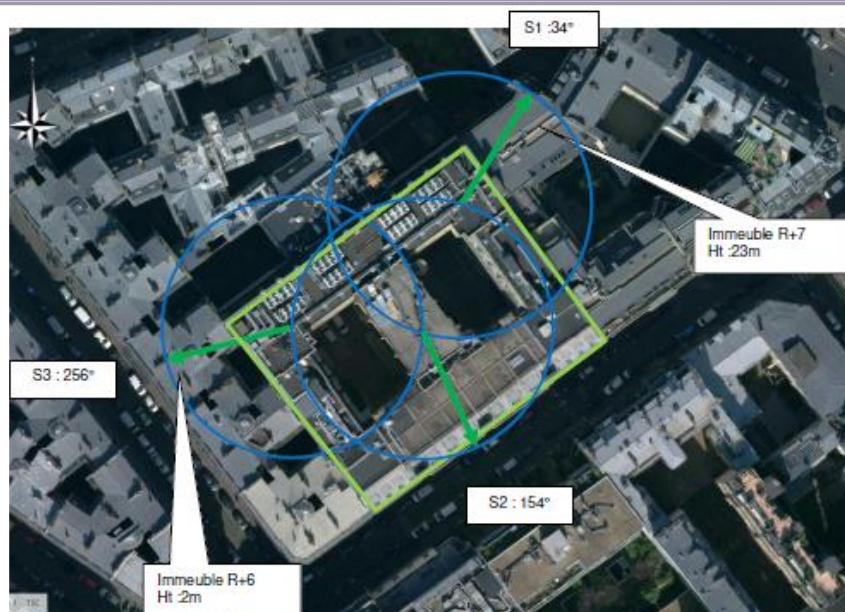 S1 :34°
Immeuble R+7
Ht :23m
S3 : 256°
S2 : 154°
Immeuble R+6
Ht :2m